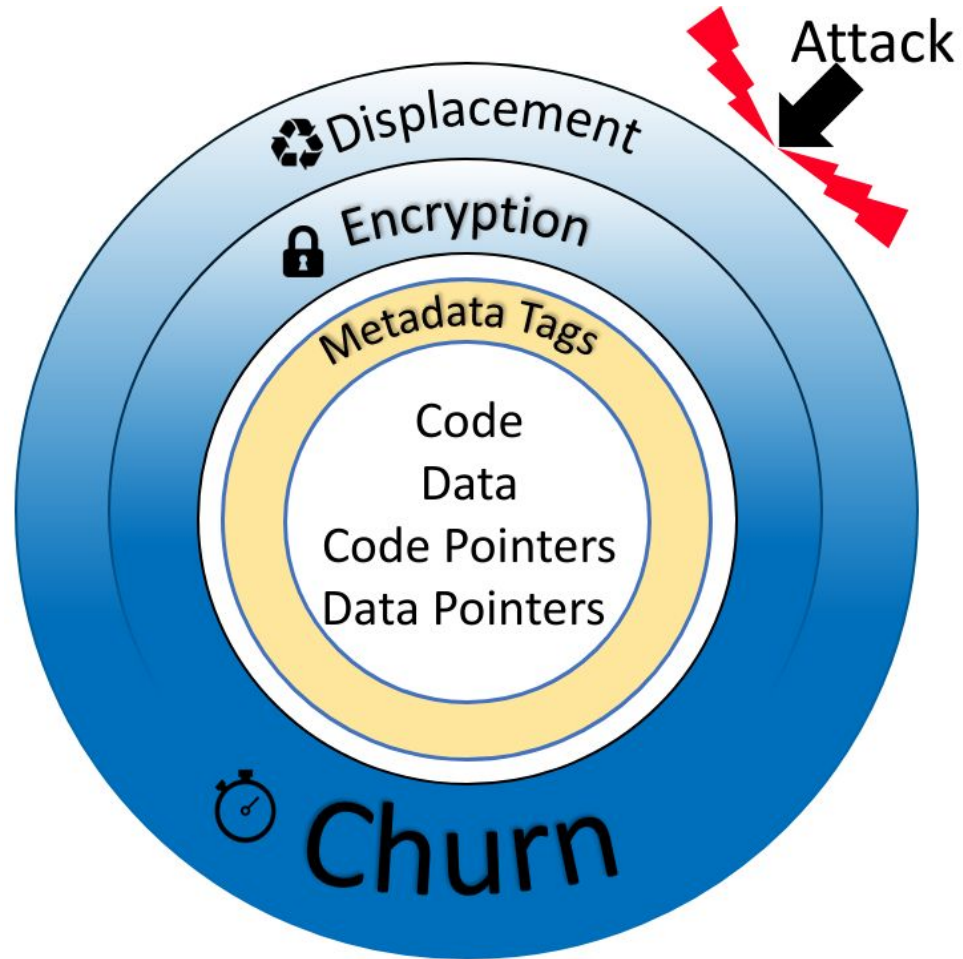 Attack
Displacement
Encryption
Metadata Tags
Code
Data
Code Pointers
Data Pointers
Churn